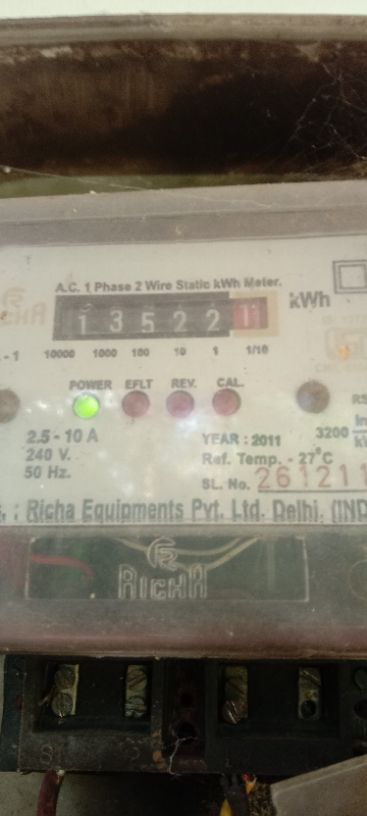 A.C. 1 Phase 2 Wire Static kWh Meter.
1 3 5 2 2 1 kWh
10000 1000 100 10 1 1/10
POWER EFLT REV. CAL.
2.5 - 10 A
240 V.
50 Hz.
YEAR : 2011 3200
Ref. Temp. - 27°C
SL. No. 261211
: Richa Equipments Pvt. Ltd. Delhi. (IND
RICHA